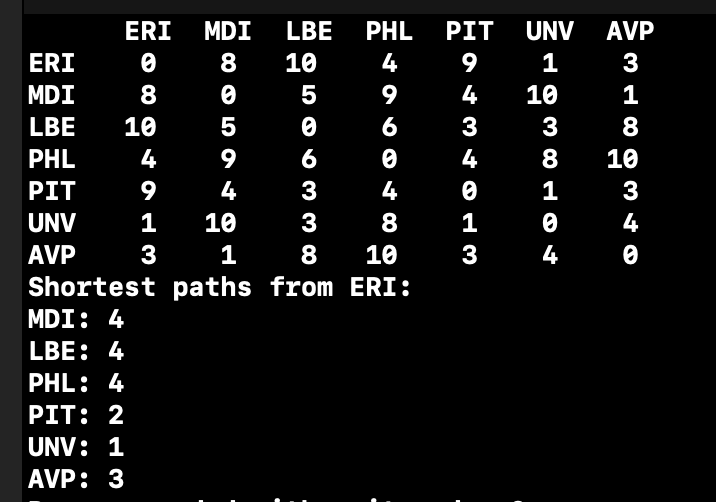 ERI MDI LBE PHL PIT UNV AVP
ERI 0 8 10 4 9 1 3
MDI 8 0 5 9 4 10 1
LBE 10 5 0 6 3 3 8
PHL 4 9 6 0 4 8 10
PIT 9 4 3 4 0 1 3
UNV 1 10 3 8 1 0 4
AVP 3 1 8 10 3 4 0
Shortest paths from ERI:
MDI: 4
LBE: 4
PHL: 4
PIT: 2
UNV: 1
AVP: 3